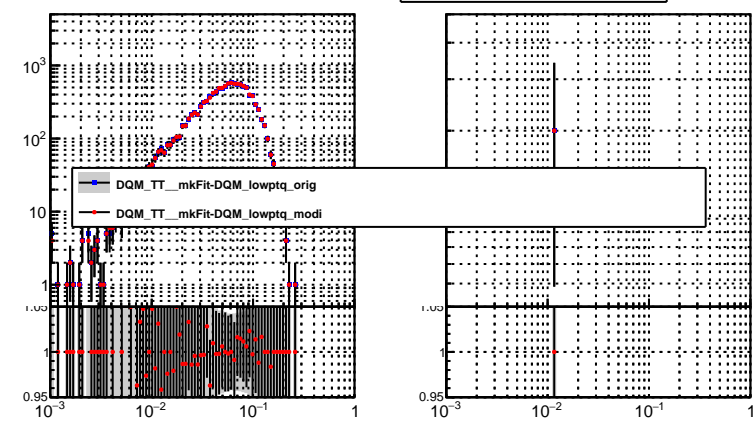 10³
10²
DQM_TT__mkFit-DQM_lowptq_orig
DQM_TT__mkFit-DQM_lowptq_modi
10
1
1.05 1.05
1 1
0.95 0.95
10⁻³ 10⁻² 10⁻¹ 1 10⁻³ 10⁻² 10⁻¹ 1